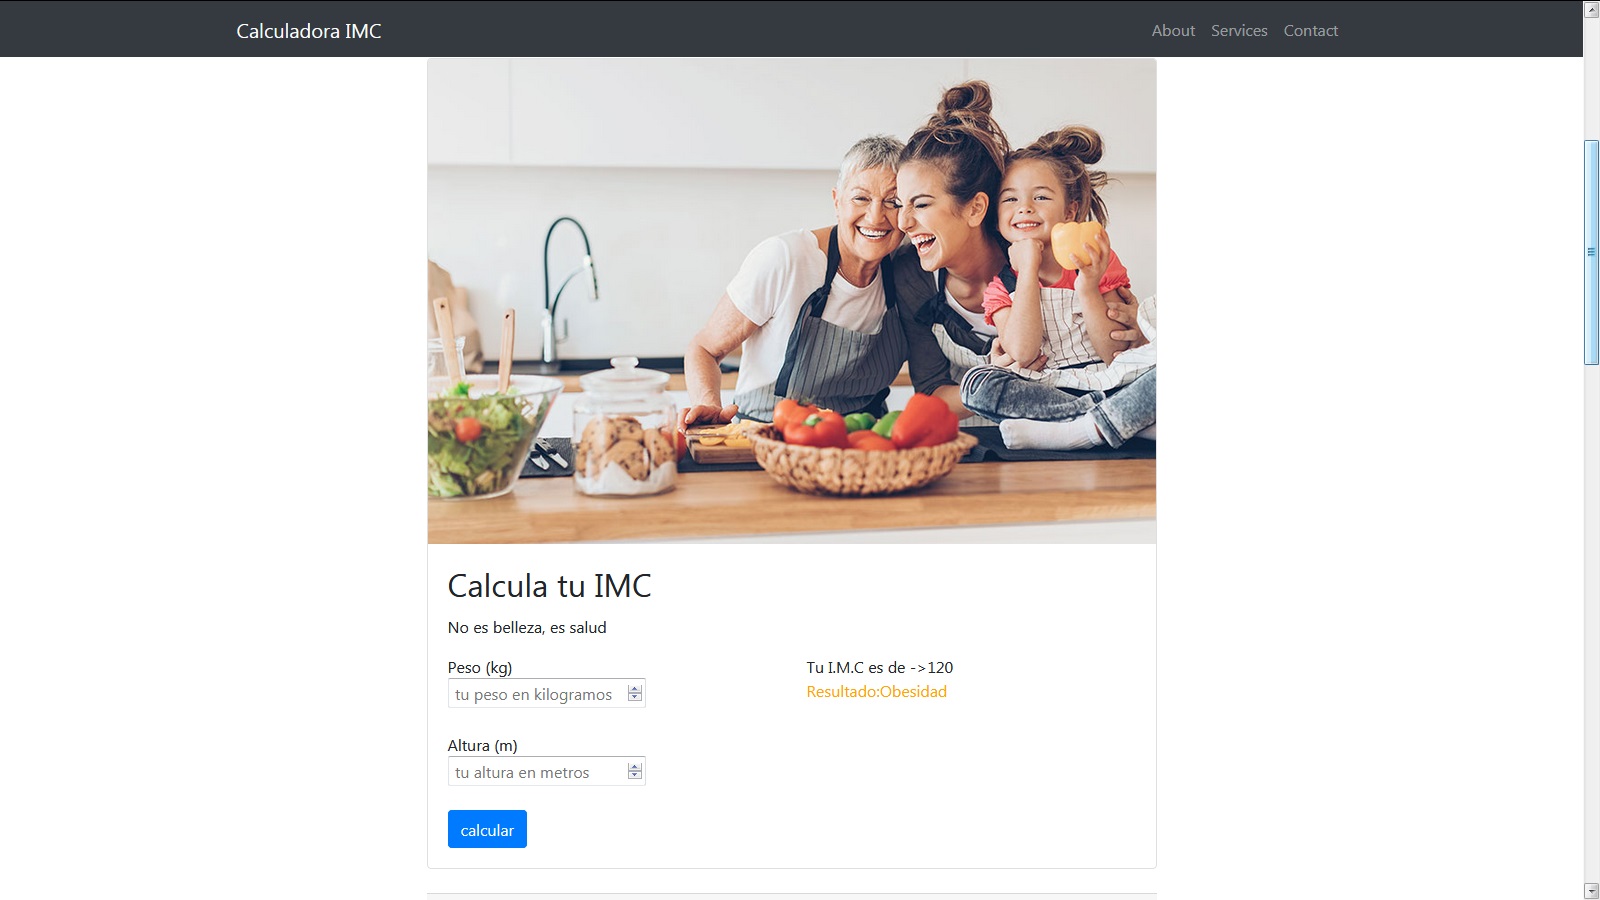 Calculadora IMC
About Services Contact
Calcula tu IMC
No es belleza, es salud
Peso (kg)
tu peso en kilogramos
Altura (m)
tu altura en metros
calcular
Tu I.M.C es de ->120
Resultado:Obesidad